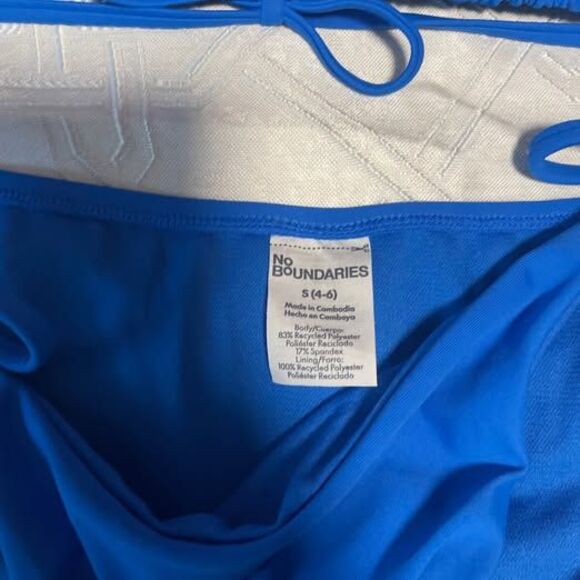 No
BOUNDARIES
S (4-6)
Made in Cambodia
Hecho en Camboya
Body/Cuerpo:
83% Recycled Polyester
Poliéster Reciclado
17% Spandex
Lining/Forro:
100% Recycled Polyester
Poliéster Reciclado